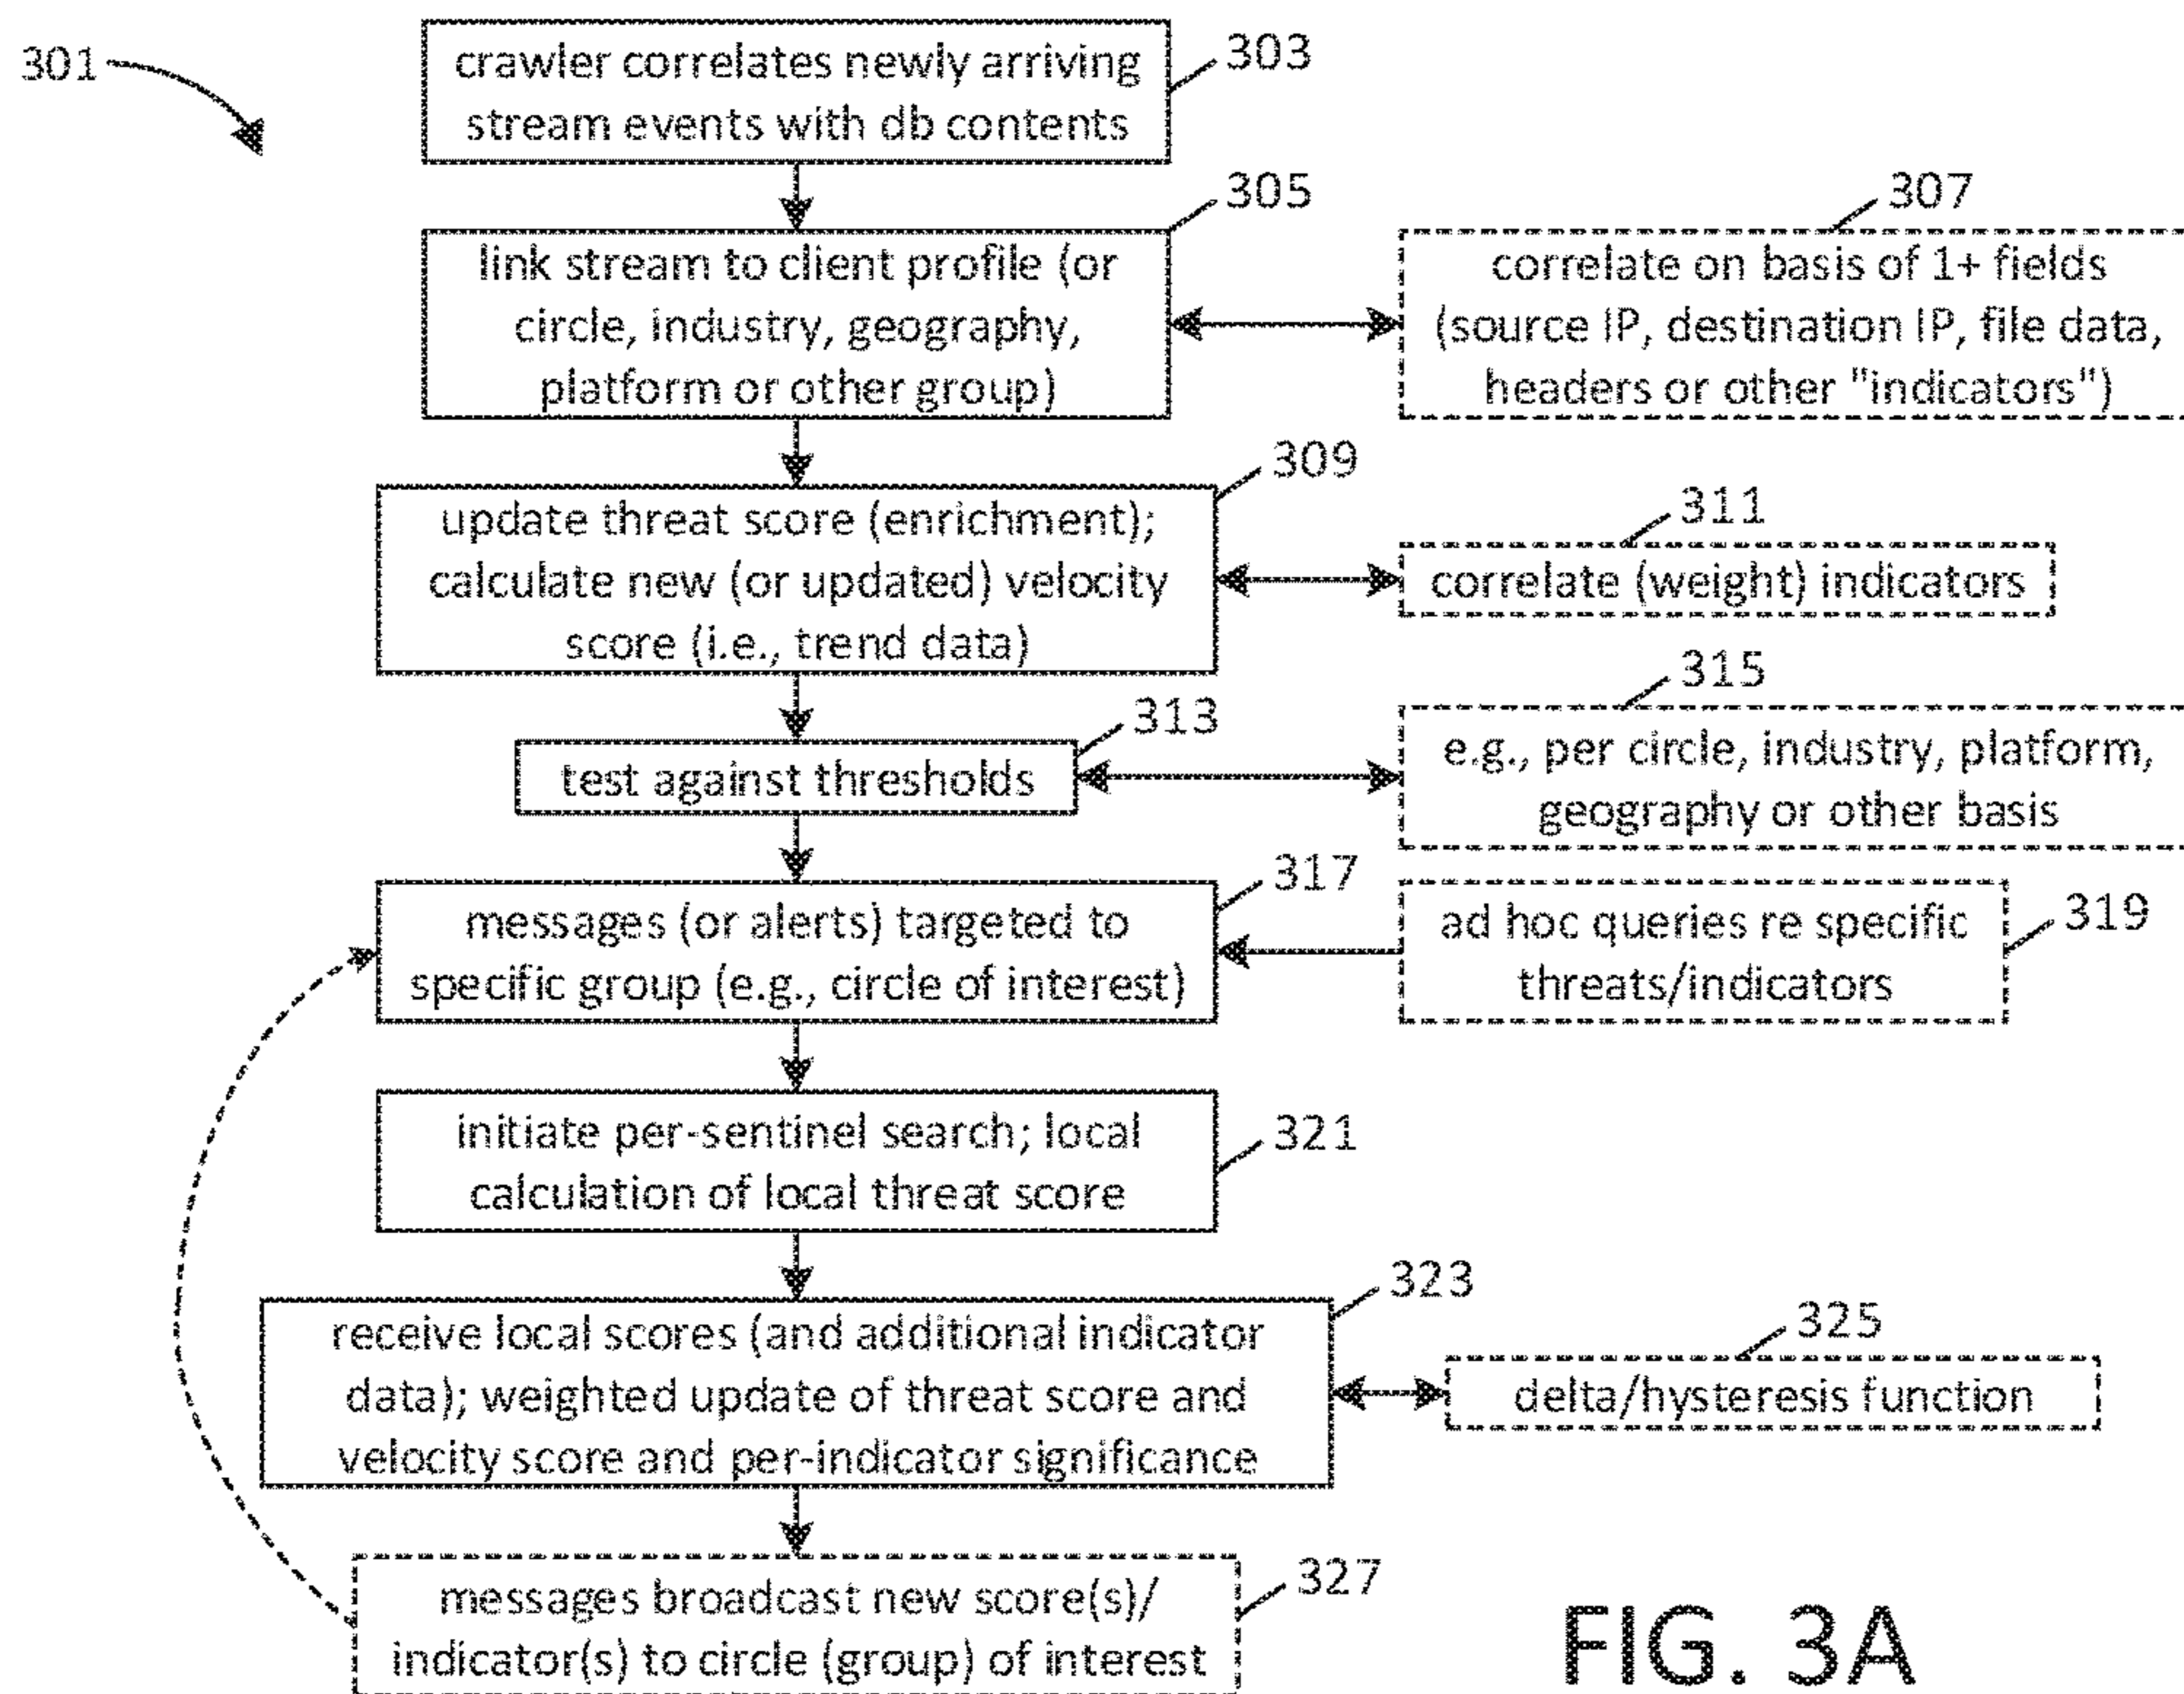 301
303
crawler correlates newly arriving
stream events with db contents
305
link stream to client profile (or
circle, industry, geography,
platform or other group)
307
correlate on basis of 1+ fields
(source IP, destination IP, file data,
headers or other "indicators")
309
update threat score (enrichment);
calculate new (or updated) velocity
score (i.e., trend data)
311
correlate (weight) indicators
313
test against thresholds
315
e.g., per circle, industry, platform,
geography or other basis
317
messages (or alerts) targeted to
specific group (e.g., circle of interest)
319
ad hoc queries re specific
threats/indicators
321
initiate per-sentinel search; local
calculation of local threat score
323
receive local scores (and additional indicator
data); weighted update of threat score and
velocity score and per-indicator significance
325
delta/hysteresis function
327
messages broadcast new score(s)/
indicator(s) to circle (group) of interest
FIG. 3A